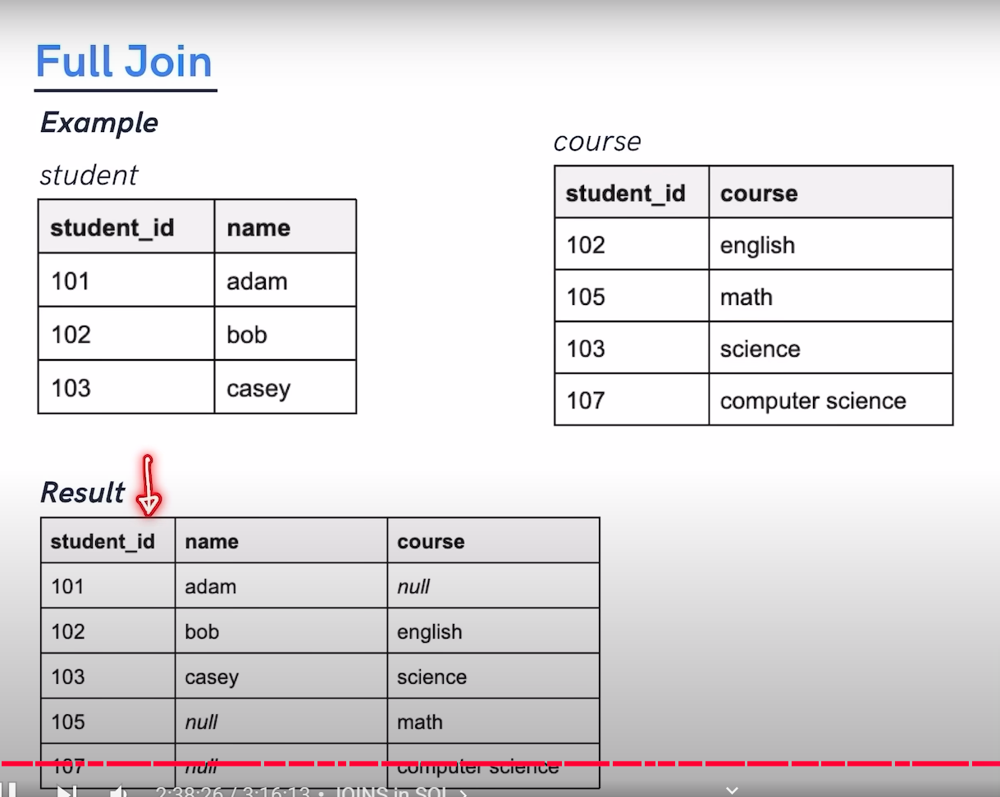 Full Join
Example
student
student_id name
101 adam
102 bob
103 casey
course
student_id course
102 english
105 math
103 science
107 computer science
Result
student_id name course
101 adam null
102 bob english
103 casey science
105 null math
107 null computer science
2:38:26 / 3:16:13 • JOINS in SQL >